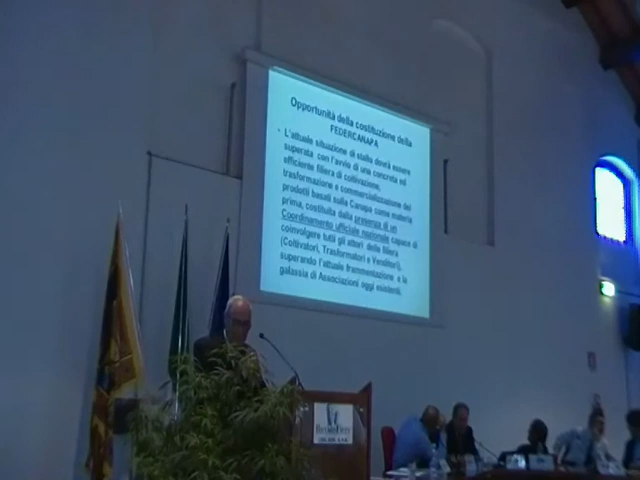 Opportunità della costituzione della
FEDERCANAPA
• L'attuale situazione di stallo dovrà essere
superata con l'avvio di una concreta ed
efficiente filiera di coltivazione,
trasformazione e commercializzazione dei
prodotti basati sulla Canapa come materia
prima, costituita dalla presenza di un
Coordinamento ufficiale nazionale capace di
coinvolgere tutti gli attori della filiera
(Coltivatori, Trasformatori e Venditori),
superando l'attuale frammentazione e la
galassia di Associazioni oggi esistenti.